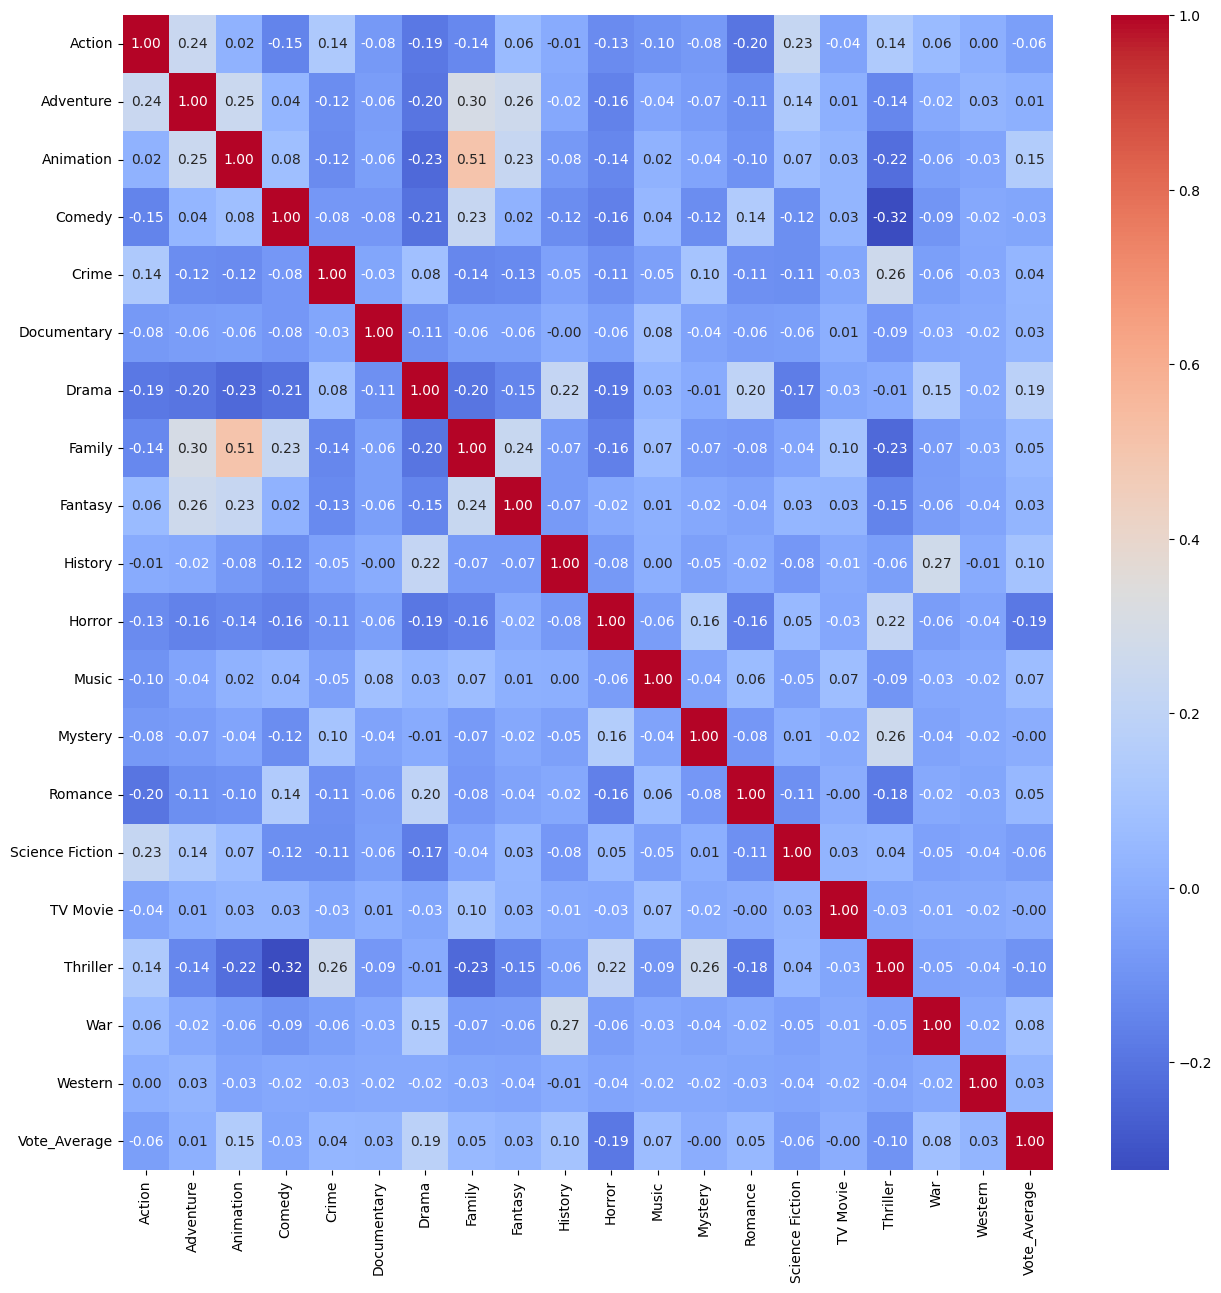 Action 1.00 0.24 0.02 -0.15 0.14 -0.08 -0.19 -0.14 0.06 -0.01 -0.13 -0.10 -0.08 -0.20 0.23 -0.04 0.14 0.06 0.00 -0.06
Adventure 0.24 1.00 0.25 0.04 -0.12 -0.06 -0.20 0.30 0.26 -0.02 -0.16 -0.04 -0.07 -0.11 0.14 0.01 -0.14 -0.02 0.03 0.01
Animation 0.02 0.25 1.00 0.08 -0.12 -0.06 -0.23 0.51 0.23 -0.08 -0.14 0.02 -0.04 -0.10 0.07 0.03 -0.22 -0.06 -0.03 0.15
Comedy -0.15 0.04 0.08 1.00 -0.08 -0.08 -0.21 0.23 0.02 -0.12 -0.16 0.04 -0.12 0.14 -0.12 0.03 -0.32 -0.09 -0.02 -0.03
Crime 0.14 -0.12 -0.12 -0.08 1.00 -0.03 0.08 -0.14 -0.13 -0.05 -0.11 -0.05 0.10 -0.11 -0.11 -0.03 0.26 -0.06 -0.03 0.04
Documentary -0.08 -0.06 -0.06 -0.08 -0.03 1.00 -0.11 -0.06 -0.06 -0.00 -0.06 0.08 -0.04 -0.06 -0.06 0.01 -0.09 -0.03 -0.02 0.03
Drama -0.19 -0.20 -0.23 -0.21 0.08 -0.11 1.00 -0.20 -0.15 0.22 -0.19 0.03 -0.01 0.20 -0.17 -0.03 -0.01 0.15 -0.02 0.19
Family -0.14 0.30 0.51 0.23 -0.14 -0.06 -0.20 1.00 0.24 -0.07 -0.16 0.07 -0.07 -0.08 -0.04 0.10 -0.23 -0.07 -0.03 0.05
Fantasy 0.06 0.26 0.23 0.02 -0.13 -0.06 -0.15 0.24 1.00 -0.07 -0.02 0.01 -0.02 -0.04 0.03 0.03 -0.15 -0.06 -0.04 0.03
History -0.01 -0.02 -0.08 -0.12 -0.05 -0.00 0.22 -0.07 -0.07 1.00 -0.08 0.00 -0.05 -0.02 -0.08 -0.01 -0.06 0.27 -0.01 0.10
Horror -0.13 -0.16 -0.14 -0.16 -0.11 -0.06 -0.19 -0.16 -0.02 -0.08 1.00 -0.06 0.16 -0.16 0.05 -0.03 0.22 -0.06 -0.04 -0.19
Music -0.10 -0.04 0.02 0.04 -0.05 0.08 0.03 0.07 0.01 0.00 -0.06 1.00 -0.04 0.06 -0.05 0.07 -0.09 -0.03 -0.02 0.07
Mystery -0.08 -0.07 -0.04 -0.12 0.10 -0.04 -0.01 -0.07 -0.02 -0.05 0.16 -0.04 1.00 -0.08 0.01 -0.02 0.26 -0.04 -0.02 -0.00
Romance -0.20 -0.11 -0.10 0.14 -0.11 -0.06 0.20 -0.08 -0.04 -0.02 -0.16 0.06 -0.08 1.00 -0.11 -0.00 -0.18 -0.02 -0.03 0.05
Science Fiction 0.23 0.14 0.07 -0.12 -0.11 -0.06 -0.17 -0.04 0.03 -0.08 0.05 -0.05 0.01 -0.11 1.00 0.03 0.04 -0.05 -0.04 -0.06
TV Movie -0.04 0.01 0.03 0.03 -0.03 0.01 -0.03 0.10 0.03 -0.01 -0.03 0.07 -0.02 -0.00 0.03 1.00 -0.03 -0.01 -0.02 -0.00
Thriller 0.14 -0.14 -0.22 -0.32 0.26 -0.09 -0.01 -0.23 -0.15 -0.06 0.22 -0.09 0.26 -0.18 0.04 -0.03 1.00 -0.05 -0.04 -0.10
War 0.06 -0.02 -0.06 -0.09 -0.06 -0.03 0.15 -0.07 -0.06 0.27 -0.06 -0.03 -0.04 -0.02 -0.05 -0.01 -0.05 1.00 -0.02 0.08
Western 0.00 0.03 -0.03 -0.02 -0.03 -0.02 -0.02 -0.03 -0.04 -0.01 -0.04 -0.02 -0.02 -0.03 -0.04 -0.02 -0.04 -0.02 1.00 0.03
Vote_Average -0.06 0.01 0.15 -0.03 0.04 0.03 0.19 0.05 0.03 0.10 -0.19 0.07 -0.00 0.05 -0.06 -0.00 -0.10 0.08 0.03 1.00
Action
Adventure
Animation
Comedy
Crime
Documentary
Drama
Family
Fantasy
History
Horror
Music
Mystery
Romance
Science Fiction
TV Movie
Thriller
War
Western
Vote_Average
1.0
0.8
0.6
0.4
0.2
0.0
−0.2